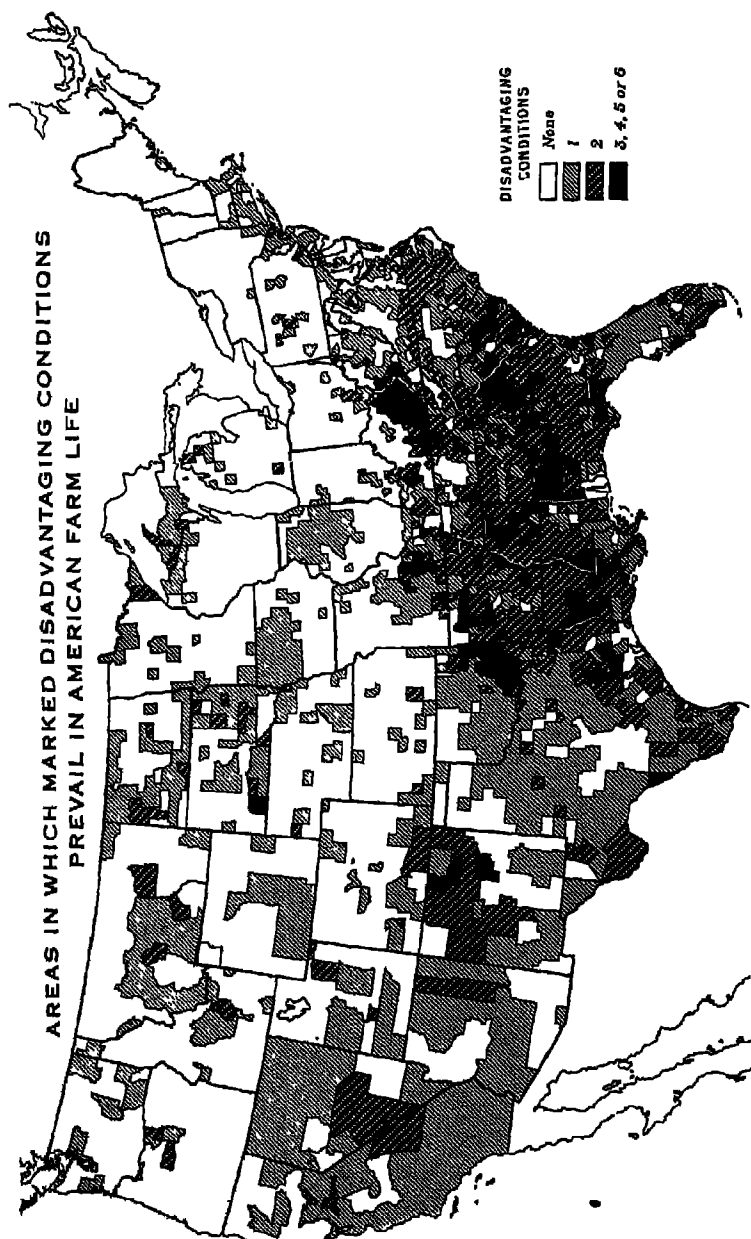 AREAS IN WHICH MARKED DISADVANTAGING CONDITIONS
PREVAIL IN AMERICAN FARM LIFE
DISADVANTAGING
CONDITIONS
None
1
2
3, 4, 5 or 6